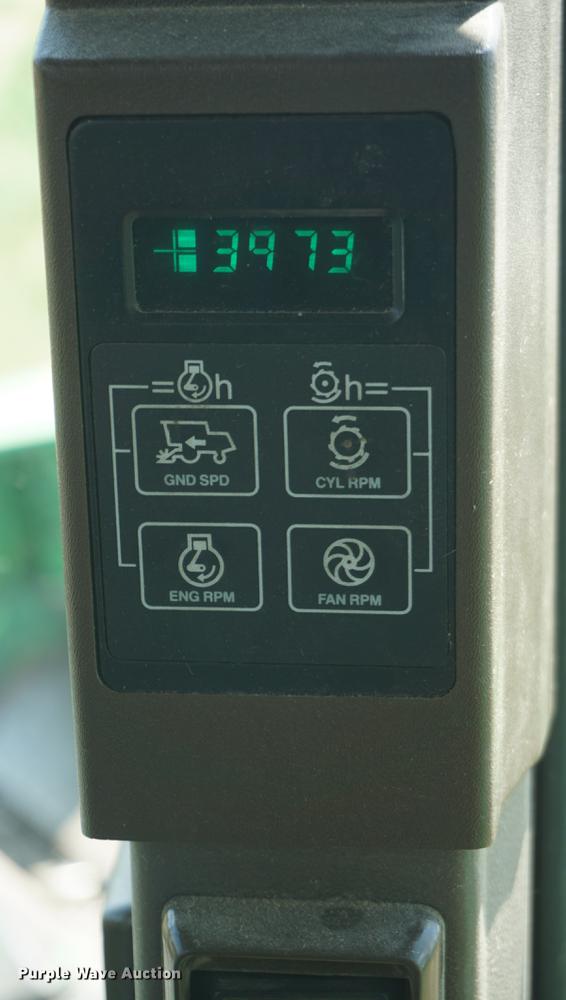 3973
=h h=
GND SPD CYL RPM
ENG RPM FAN RPM
Purple Wave Auction